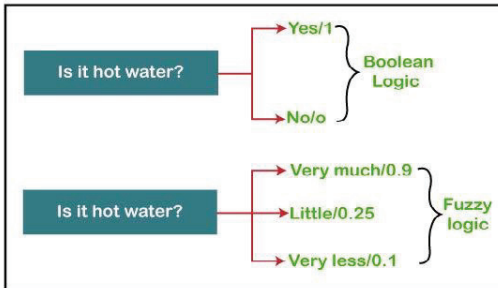 Is it hot water?
Yes/1
No/o
Boolean
Logic
Is it hot water?
Very much/0.9
Little/0.25
Very less/0.1
Fuzzy
logic